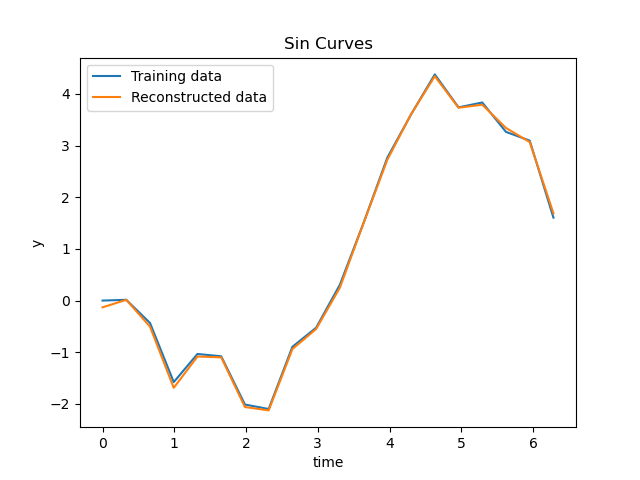 Sin Curves
Training data
Reconstructed data
4
3
2
1
0
−1
−2
y
0 1 2 3 4 5 6
time